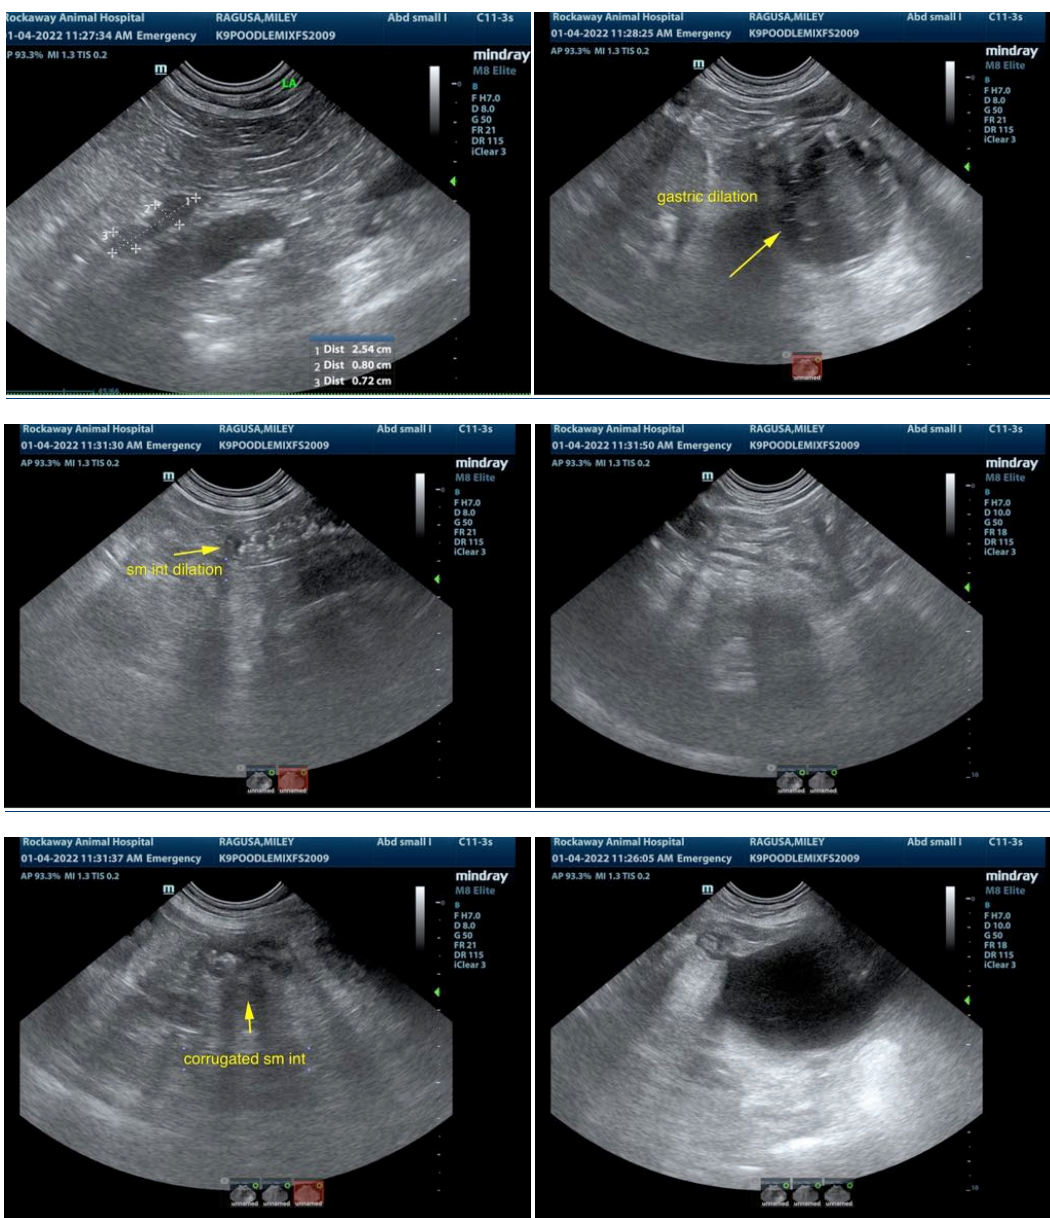 Rockaway Animal Hospital RAGUSA,MILEY Abd small I C11-3s
01-04-2022 11:27:34 AM Emergency K9POODLEMIXFS2009
AP 93.3% MI 1.3 TIS 0.2
mindray
M8 Elite
m
LA
B
F H7.0
D 8.0
G 50
FR 21
DR 115
iClear 3
0
1
2
3
1 Dist 2.54 cm
2 Dist 0.80 cm
3 Dist 0.72 cm
45/66
Rockaway Animal Hospital RAGUSA,MILEY Abd small I C11-3s
01-04-2022 11:28:25 AM Emergency K9POODLEMIXFS2009
AP 93.3% MI 1.3 TIS 0.2
mindray
M8 Elite
m
B
F H7.0
D 8.0
G 50
FR 21
DR 115
iClear 3
0
gastric dilation
unnamed
Rockaway Animal Hospital RAGUSA,MILEY Abd small I C11-3s
01-04-2022 11:31:30 AM Emergency K9POODLEMIXFS2009
AP 93.3% MI 1.3 TIS 0.2
mindray
M8 Elite
m
B
F H7.0
D 8.0
G 50
FR 21
DR 115
iClear 3
0
sm int dilation
unnamed unnamed
Rockaway Animal Hospital RAGUSA,MILEY Abd small I C11-3s
01-04-2022 11:31:50 AM Emergency K9POODLEMIXFS2009
AP 93.3% MI 1.3 TIS 0.2
mindray
M8 Elite
m
B
F H7.0
D 10.0
G 50
FR 18
DR 115
iClear 3
0
10
unnamed unnamed
Rockaway Animal Hospital RAGUSA,MILEY Abd small I C11-3s
01-04-2022 11:31:37 AM Emergency K9POODLEMIXFS2009
AP 93.3% MI 1.3 TIS 0.2
mindray
M8 Elite
m
B
F H7.0
D 8.0
G 50
FR 21
DR 115
iClear 3
0
corrugated sm int
unnamed unnamed unnamed
Rockaway Animal Hospital RAGUSA,MILEY Abd small I C11-3s
01-04-2022 11:26:05 AM Emergency K9POODLEMIXFS2009
AP 93.3% MI 1.3 TIS 0.2
mindray
M8 Elite
m
B
F H7.0
D 10.0
G 50
FR 18
DR 115
iClear 3
0
10
unnamed unnamed unnamed